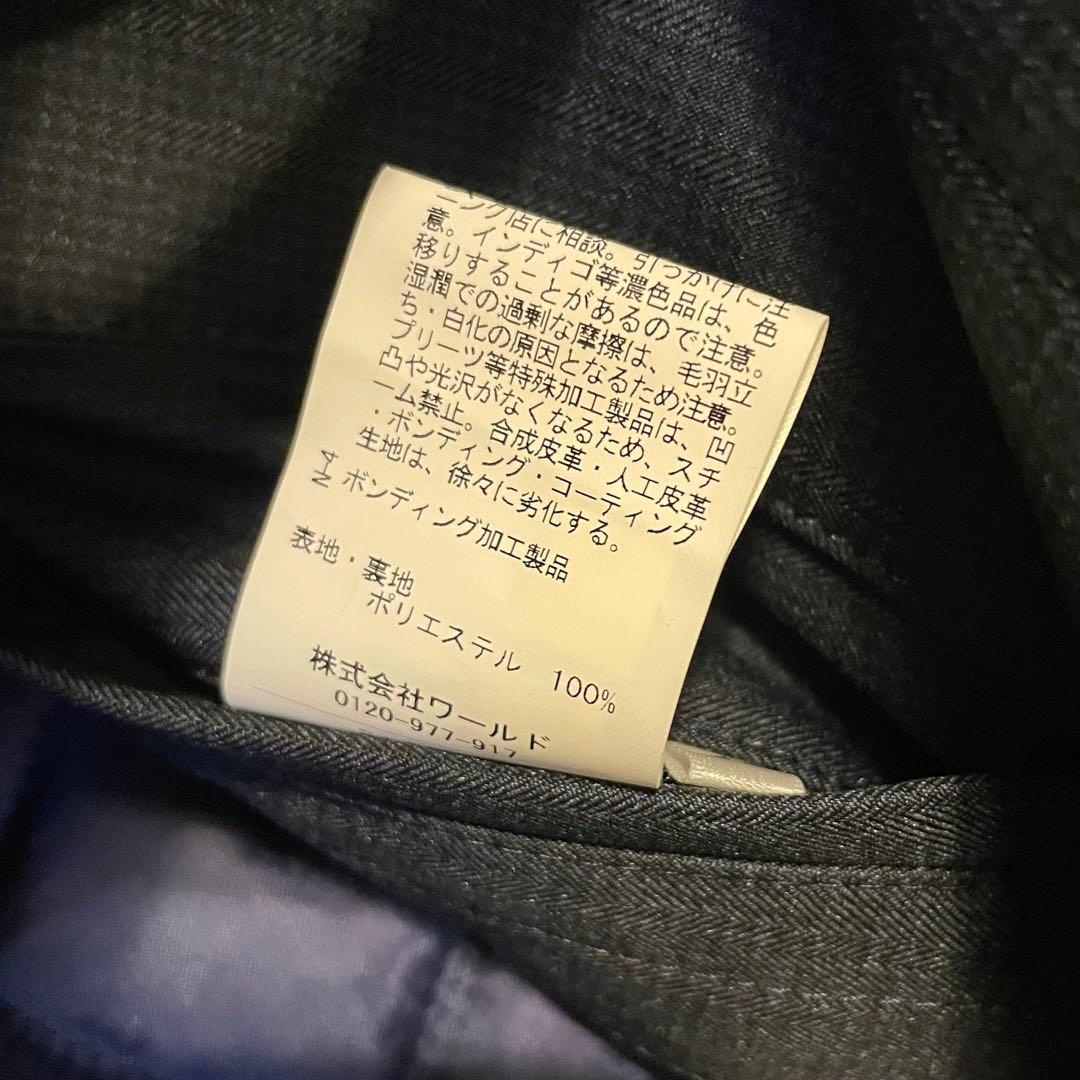 ニング店に相談。引っかけに注
意。インディゴ等濃色品は、色
移りすることがあるので注意。
湿潤での過剰な摩擦は、毛羽立
ち・白化の原因となるため注意。
プリーツ等特殊加工製品は、凹
凸や光沢がなくなるため、スチ
ーム禁止。合成皮革・人工皮革
・ボンディング・コーティング
生地は、徐々に劣化する。
ボンディング加工製品
表地・裏地
ポリエステル 100%
株式会社ワールド
0120-977-917